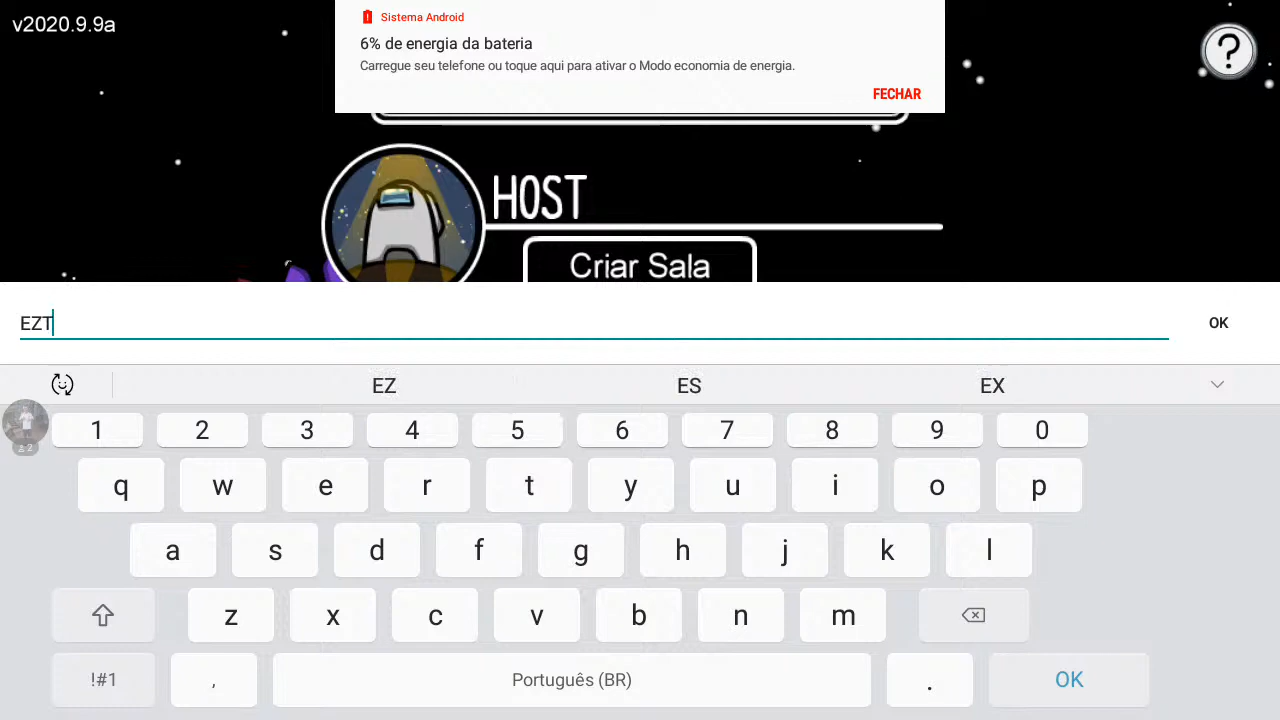 v2020.9.9a
Sistema Android
6% de energia da bateria
Carregue seu telefone ou toque aqui para ativar o Modo economia de energia.
FECHAR
?
HOST
Criar Sala
EZT
OK
EZ ES EX
1 2 3 4 5 6 7 8 9 0
q w e r t y u i o p
a s d f g h j k l
z x c v b n m
!#1 , Português (BR) . OK